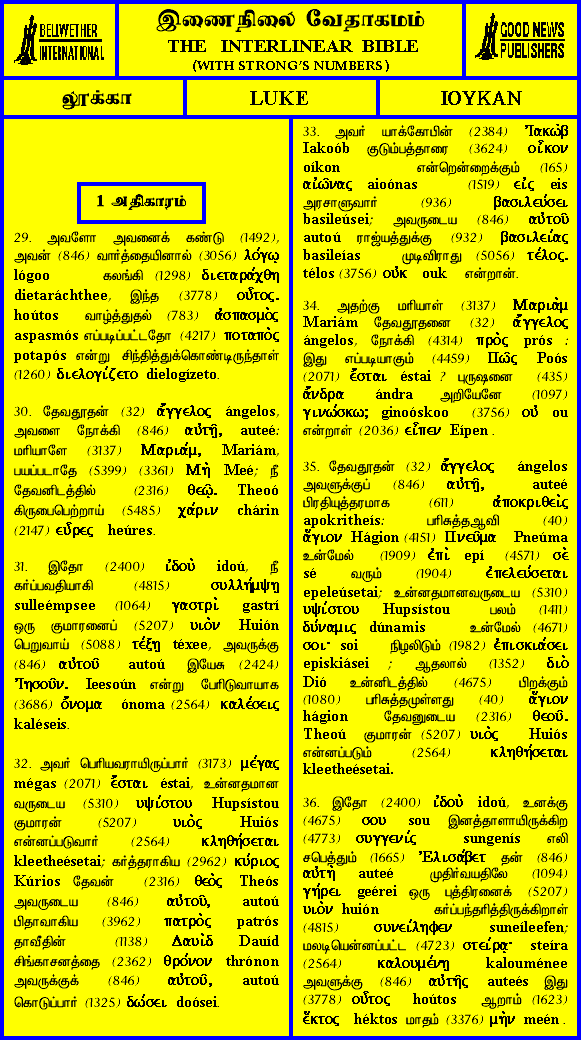 BELLWETHER
INTERNATIONAL
இணைநிலை வேதாகமம்
THE INTERLINEAR BIBLE
(WITH STRONG'S NUMBERS)
GOOD NEWS
PUBLISHERS
லூக்கா
LUKE
ΙΟΥΚΑΝ
1 அதிகாரம்
29. அவளோ அவனைக் கண்டு (1492),
அவன் (846) வார்த்தையினால் (3056) λόγῳ
lógoo கலங்கி (1298) διεταράχθη
dietaráchthee, இந்த (3778) οὗτος.
hoútos வாழ்த்துதல் (783) ἀσπασμὸς
aspasmós எப்படிப்பட்டதோ (4217) ποταπὸς
potapós என்று சிந்தித்துக்கொண்டிருந்தாள்
(1260) διελογίζετο dielogízeto.
30. தேவதூதன் (32) ἄγγελος ángelos,
அவளை நோக்கி (846) αὐτῇ, auteé:
மரியாளே (3137) Μαριάμ, Mariám,
பயப்படாதே (5399) (3361) Μὴ Meé; நீ
தேவனிடத்தில் (2316) θεῷ. Theoó
கிருபைபெற்றாய் (5485) χάριν chárin
(2147) εὗρες heúres.
31. இதோ (2400) ἰδοὺ idoú, நீ
கர்ப்பவதியாகி (4815) συλλήμψῃ
sulleémpsee (1064) γαστρὶ gastrí
ஒரு குமாரனைப் (5207) υἱὸν Huión
பெறுவாய் (5088) τέξῃ téxee, அவருக்கு
(846) αὐτοῦ autoú இயேசு (2424)
Ἰησοῦν. Ieesoún என்று பேரிடுவாயாக
(3686) ὄνομα ónoma (2564) καλέσεις
kaléseis.
32. அவர் பெரியவராயிருப்பார் (3173) μέγας
mégas (2071) ἔσται éstai, உன்னதமான
வருடைய (5310) υψίστου Hupsístou
குமாரன் (5207) υἱὸς Huiós
என்னப்படுவார் (2564) κληθήσεται
kleetheésetai; கர்த்தராகிய (2962) κύριος
Kúrios தேவன் (2316) θεὸς Theós
அவருடைய (846) αὐτοῦ, autoú
பிதாவாகிய (3962) πατρὸς patrós
தாவீதின் (1138) Δαυὶδ Dauíd
சிங்காசனத்தை (2362) θρόνον thrónon
அவருக்குக் (846) αὐτοῦ, autoú
கொடுப்பார் (1325) δώσει doósei.
33. அவர் யாக்கோபின் (2384) Ἰακὼβ
Iakoób குடும்பத்தாரை (3624) οἶκον
oíkon என்றென்றைக்கும் (165)
αἰῶνας aioónas (1519) εἰς eis
அரசாளுவார் (936) βασιλεύσει
basileúsei; அவருடைய (846) αὐτοῦ
autoú ராஜ்யத்துக்கு (932) βασιλείας
basileías முடிவிராது (5056) τέλος.
télos (3756) οὐκ ouk என்றான்.
34. அதற்கு மரியாள் (3137) Μαριὰμ
Mariám தேவதூதனை (32) ἄγγελος
ángelos, நோக்கி (4314) πρὸς prós :
இது எப்படியாகும் (4459) Πῶς Poós
(2071) ἔσται éstai ? புருஷனை (435)
ἄνδρα ándra அறியேனே (1097)
γινώσκω; ginoóskoo (3756) οὐ ou
என்றாள் (2036) εἶπεν Eípen .
35. தேவதூதன் (32) ἄγγελος ángelos
அவளுக்குப் (846) αὐτῇ, auteé
பிரதியுத்தரமாக (611) ἀποκριθεὶς
apokritheís: பரிசுத்தஆவி (40)
ἅγιον Hágion (4151) Πνεῦμα Pneúma
உன்மேல் (1909) ἐπὶ epí (4571) σὲ
sé வரும் (1904) ἐπελεύσεται
epeleúsetai; உன்னதமானவருடைய (5310)
υψίστου Hupsístou பலம் (1411)
δύναμις dúnamis உன்மேல் (4671)
σοι· soi நிழலிடும் (1982) ἐπισκιάσει
episkiásei ; ஆதலால் (1352) διὸ
Dió உன்னிடத்தில் (4675) பிறக்கும்
(1080) பரிசுத்தமுள்ளது (40) ἅγιον
hágion தேவனுடைய (2316) θεοῦ.
Theoú குமாரன் (5207) υἱὸς Huiós
என்னப்படும் (2564) κληθήσεται
kleetheésetai.
36. இதோ (2400) ἰδοὺ idoú, உனக்கு
(4675) σου sou இனத்தாளாயிருக்கிற
(4773) συγγενίς sungenís எலி
சபெத்தும் (1665) Ἐλισάβετ தன் (846)
αὐτὴ auteé முதிர்வயதிலே (1094)
γήρει geérei ஒரு புத்திரனைக் (5207)
υἱὸν huión கர்ப்பந்தரித்திருக்கிறாள்
(4815) συνείληφεν suneíleefen;
மலடியென்னப்பட்ட (4723) στείρᾳ· steíra
(2564) καλουμένῃ kalouménee
அவளுக்கு (846) αὐτῆς auteés இது
(3778) οὗτος hoútos ஆறாம் (1623)
ἕκτος héktos மாதம் (3376) μὴν meén .